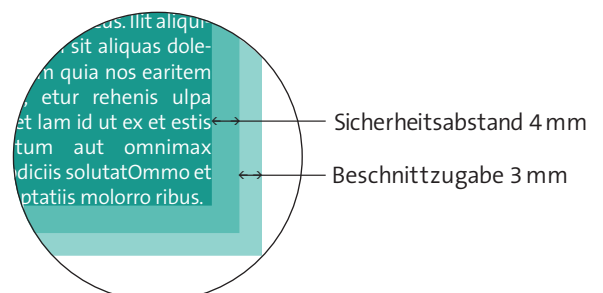 us. Ilit aliqui-
sit aliquas dole-
m quia nos earitem
, etur rehenis ulpa
et lam id ut ex et estis
tum aut omnimax
diciis solutatOmmo et
ptatiis molorro ribus.
Sicherheitsabstand 4 mm
Beschnittzugabe 3 mm